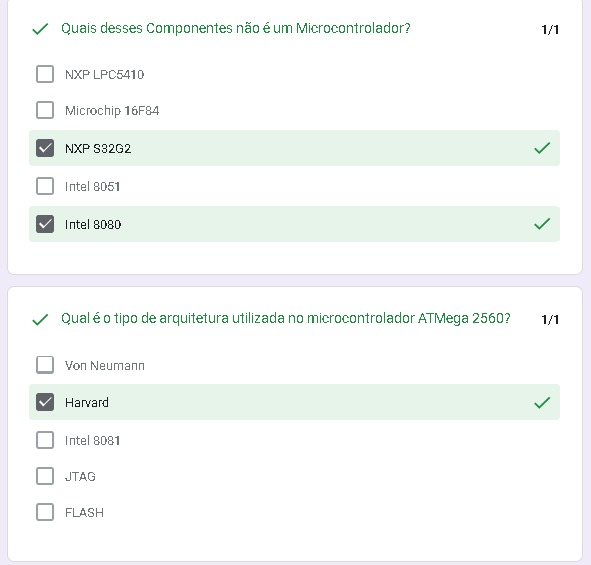 Quais desses Componentes não é um Microcontrolador? 1/1
NXP LPC5410
Microchip 16F84
NXP S32G2
Intel 8051
Intel 8080
Qual é o tipo de arquitetura utilizada no microcontrolador ATMega 2560? 1/1
Von Neumann
Harvard
Intel 8081
JTAG
FLASH